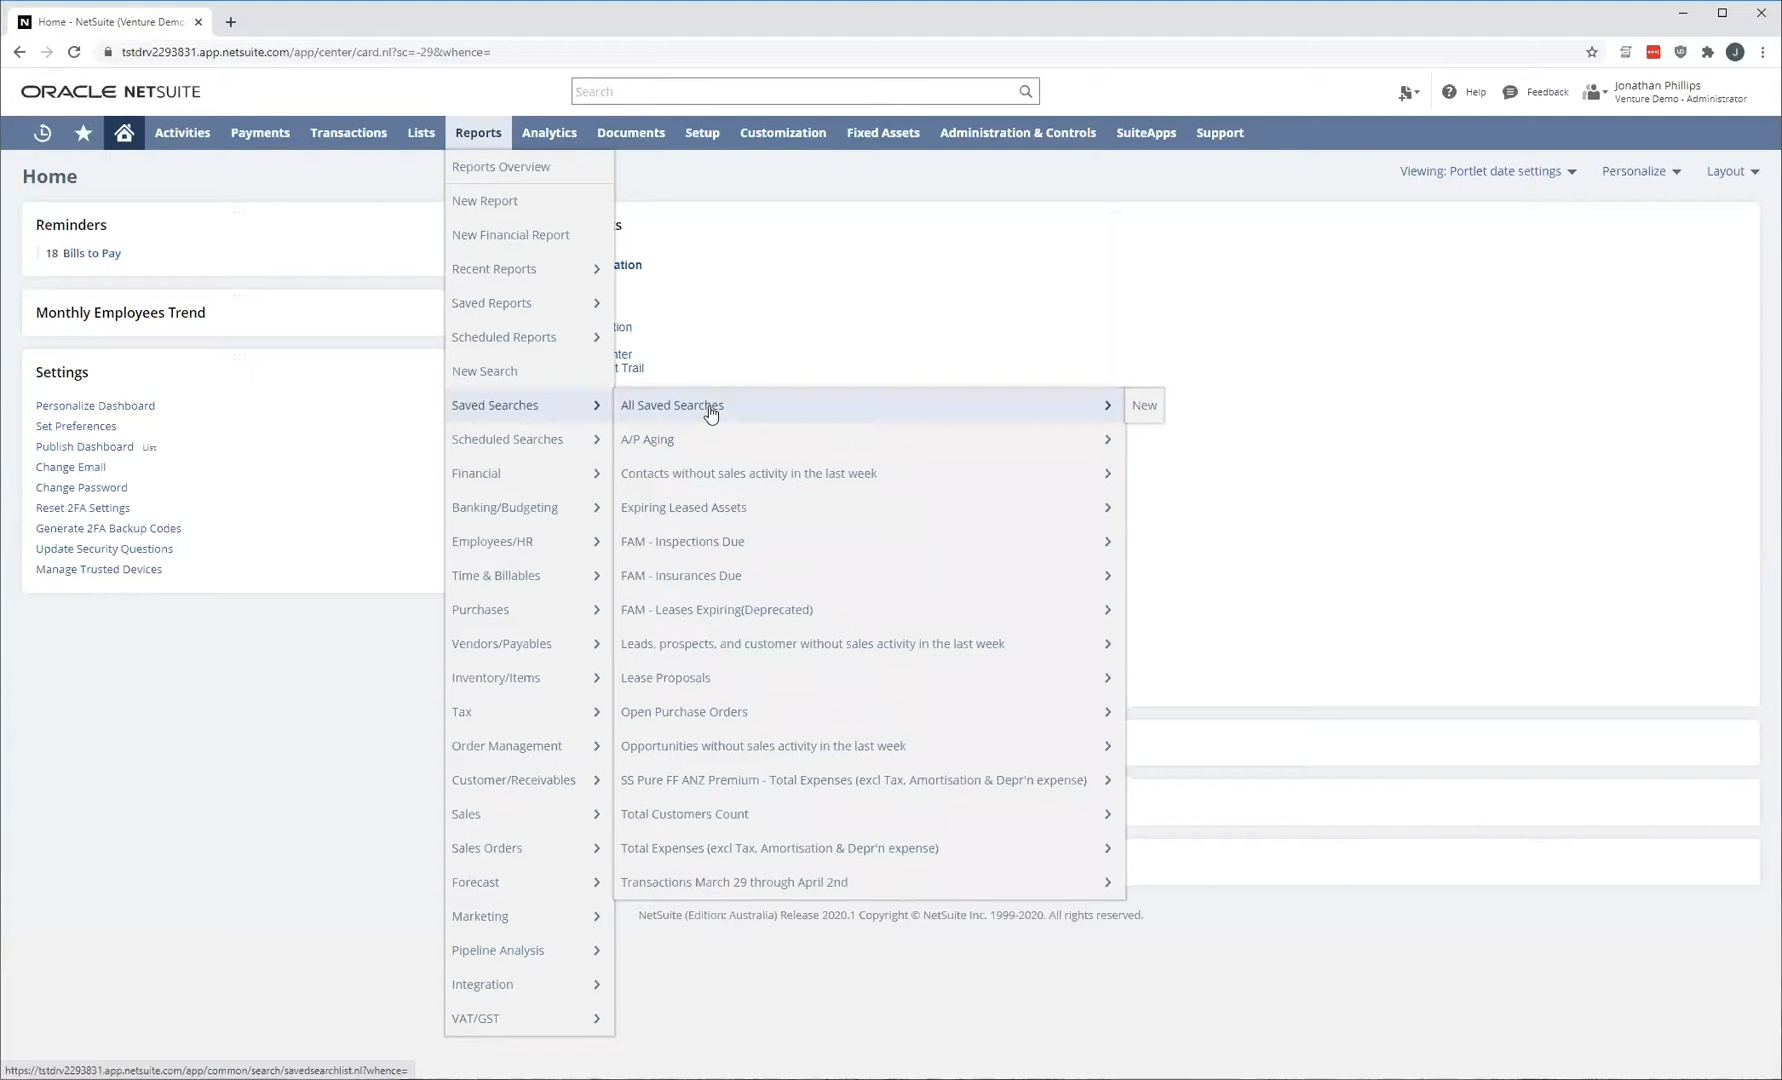 Home - NetSuite (Venture Demo
tstdrv2293831.app.netsuite.com/app/center/card.nl?sc=-29&whence=
J
ORACLE NETSUITE
Search
Help
Feedback
Jonathan Phillips
Venture Demo - Administrator
Activities
Payments
Transactions
Lists
Reports
Analytics
Documents
Setup
Customization
Fixed Assets
Administration & Controls
SuiteApps
Support
Home
Viewing: Portlet date settings
Personalize
Layout
Reminders
18 Bills to Pay
Monthly Employees Trend
Settings
Personalize Dashboard
Set Preferences
Publish Dashboard List
Change Email
Change Password
Reset 2FA Settings
Generate 2FA Backup Codes
Update Security Questions
Manage Trusted Devices
Reports Overview
New Report
New Financial Report
Recent Reports
Saved Reports
Scheduled Reports
New Search
Saved Searches
Scheduled Searches
Financial
Banking/Budgeting
Employees/HR
Time & Billables
Purchases
Vendors/Payables
Inventory/Items
Tax
Order Management
Customer/Receivables
Sales
Sales Orders
Forecast
Marketing
Pipeline Analysis
Integration
VAT/GST
s
ation
tion
nter
t Trail
All Saved Searches
A/P Aging
Contacts without sales activity in the last week
Expiring Leased Assets
FAM - Inspections Due
FAM - Insurances Due
FAM - Leases Expiring(Deprecated)
Leads, prospects, and customer without sales activity in the last week
Lease Proposals
Open Purchase Orders
Opportunities without sales activity in the last week
SS Pure FF ANZ Premium - Total Expenses (excl Tax, Amortisation & Depr'n expense)
Total Customers Count
Total Expenses (excl Tax, Amortisation & Depr'n expense)
Transactions March 29 through April 2nd
New
NetSuite (Edition: Australia) Release 2020.1 Copyright © NetSuite Inc. 1999-2020. All rights reserved.
https://tstdrv2293831.app.netsuite.com/app/common/search/savedsearchlist.nl?whence=